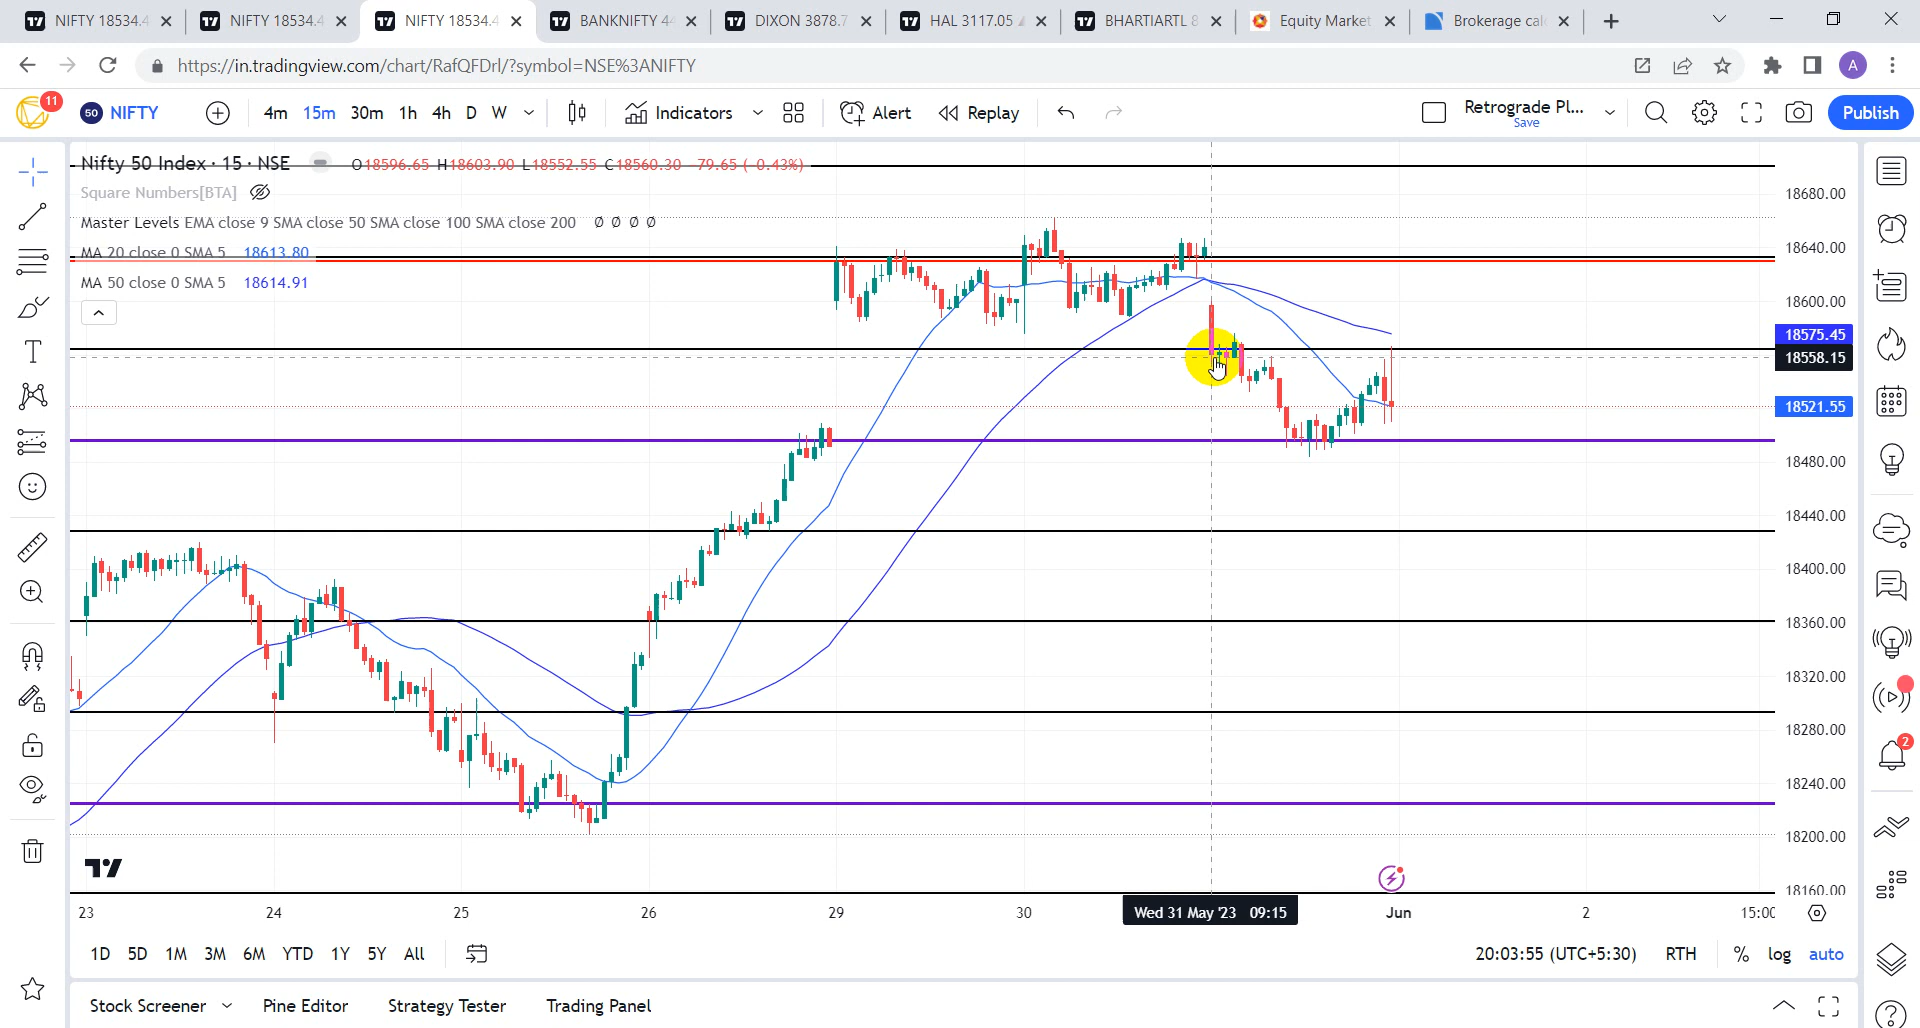 NIFTY 18534.4
NIFTY 18534.4
NIFTY 18534.4
BANKNIFTY 44
DIXON 3878.7
HAL 3117.05
BHARTIARTL 8
Equity Market
Brokerage cal
https://in.tradingview.com/chart/RafQFDrl/?symbol=NSE%3ANIFTY
A
11
50 NIFTY
4m 15m 30m 1h 4h D W
Indicators
Alert
Replay
Retrograde Pl...
Save
Publish
Nifty 50 Index · 15 · NSE
O18596.65 H18603.90 L18552.55 C18560.30 -79.65 (-0.43%)
Square Numbers[BTA]
Master Levels EMA close 9 SMA close 50 SMA close 100 SMA close 200 Ø Ø Ø Ø
MA 20 close 0 SMA 5 18613.80
MA 50 close 0 SMA 5 18614.91
18680.00
18640.00
18600.00
18575.45
18558.15
18521.55
18480.00
18440.00
18400.00
18360.00
18320.00
18280.00
18240.00
18200.00
18160.00
2
23 24 25 26 29 30 Wed 31 May '23 09:15 Jun 2 15:00
1D 5D 1M 3M 6M YTD 1Y 5Y All
20:03:55 (UTC+5:30) RTH % log auto
Stock Screener Pine Editor Strategy Tester Trading Panel